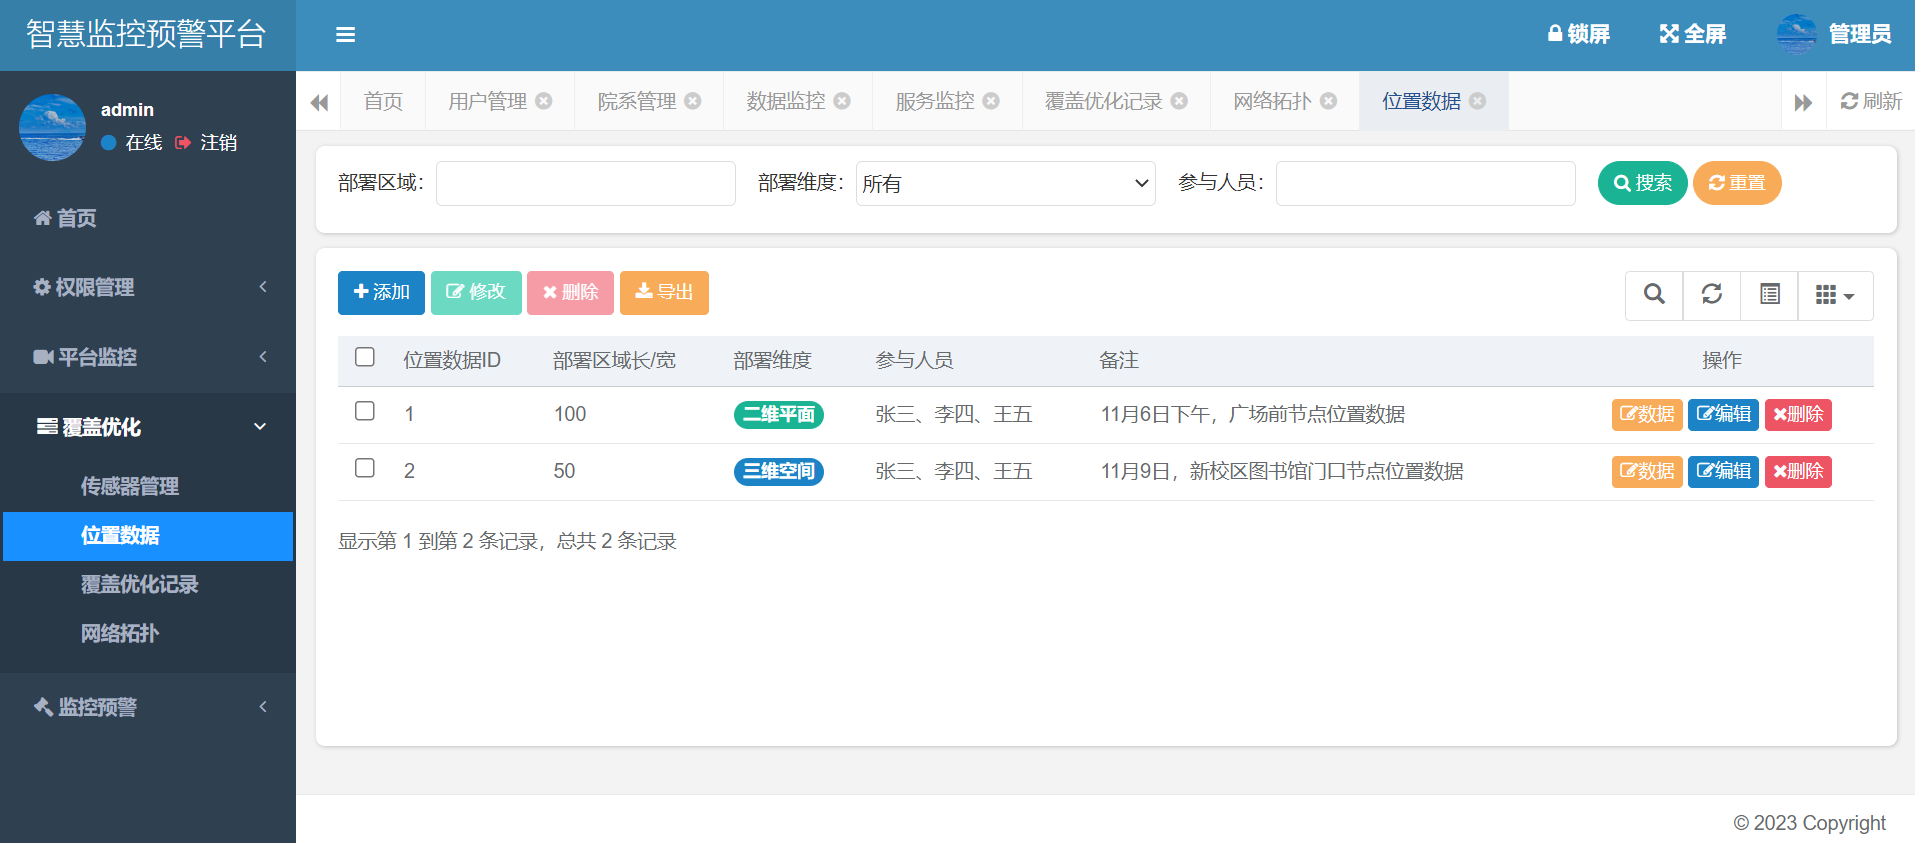 智慧监控预警平台
锁屏 全屏 管理员
admin
在线 注销
首页 用户管理 院系管理 数据监控 服务监控 覆盖优化记录 网络拓扑 位置数据 刷新
首页
权限管理
平台监控
覆盖优化
传感器管理
位置数据
覆盖优化记录
网络拓扑
监控预警
部署区域： 部署维度： 所有 参与人员： 搜索 重置
添加 修改 删除 导出
位置数据ID 部署区域长/宽 部署维度 参与人员 备注 操作
1 100 二维平面 张三、李四、王五 11月6日下午，广场前节点位置数据 数据 编辑 删除
2 50 三维空间 张三、李四、王五 11月9日，新校区图书馆门口节点位置数据 数据 编辑 删除
显示第 1 到第 2 条记录，总共 2 条记录
© 2023 Copyright